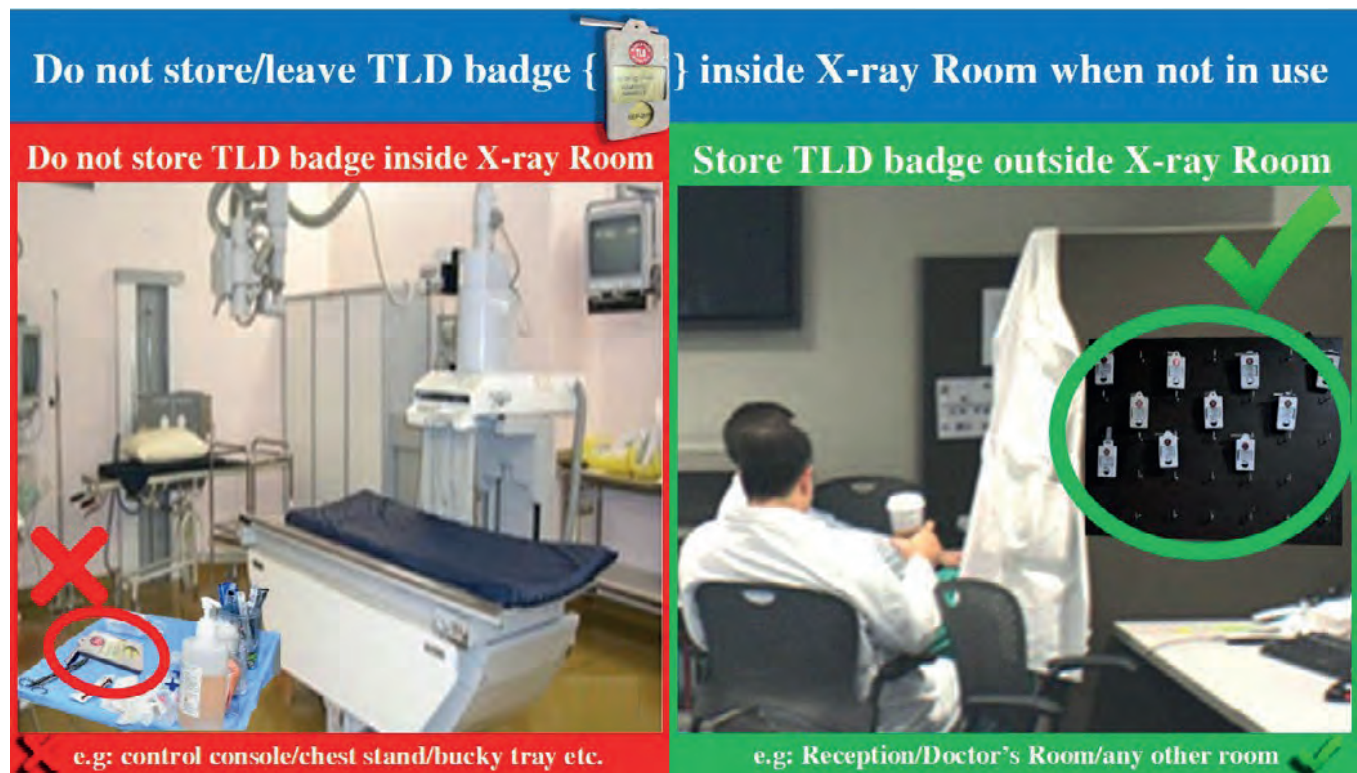 Do not store/leave TLD badge { } inside X-ray Room when not in use
TLD
Do not store TLD badge inside X-ray Room
Store TLD badge outside X-ray Room
e.g: control console/chest stand/bucky tray etc.
e.g: Reception/Doctor's Room/any other room